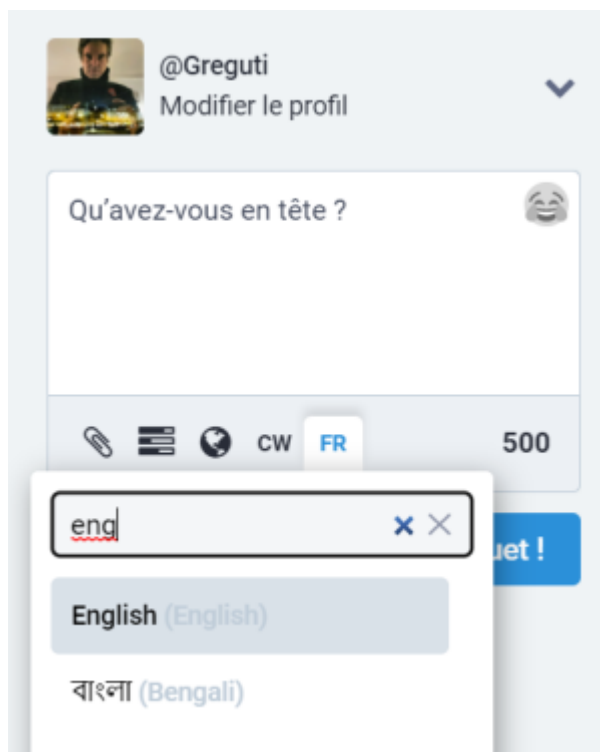 @Greguti
Modifier le profil
Qu'avez-vous en tête ?
CW FR 500
eng
uet !
English (English)
বাংলা (Bengali)